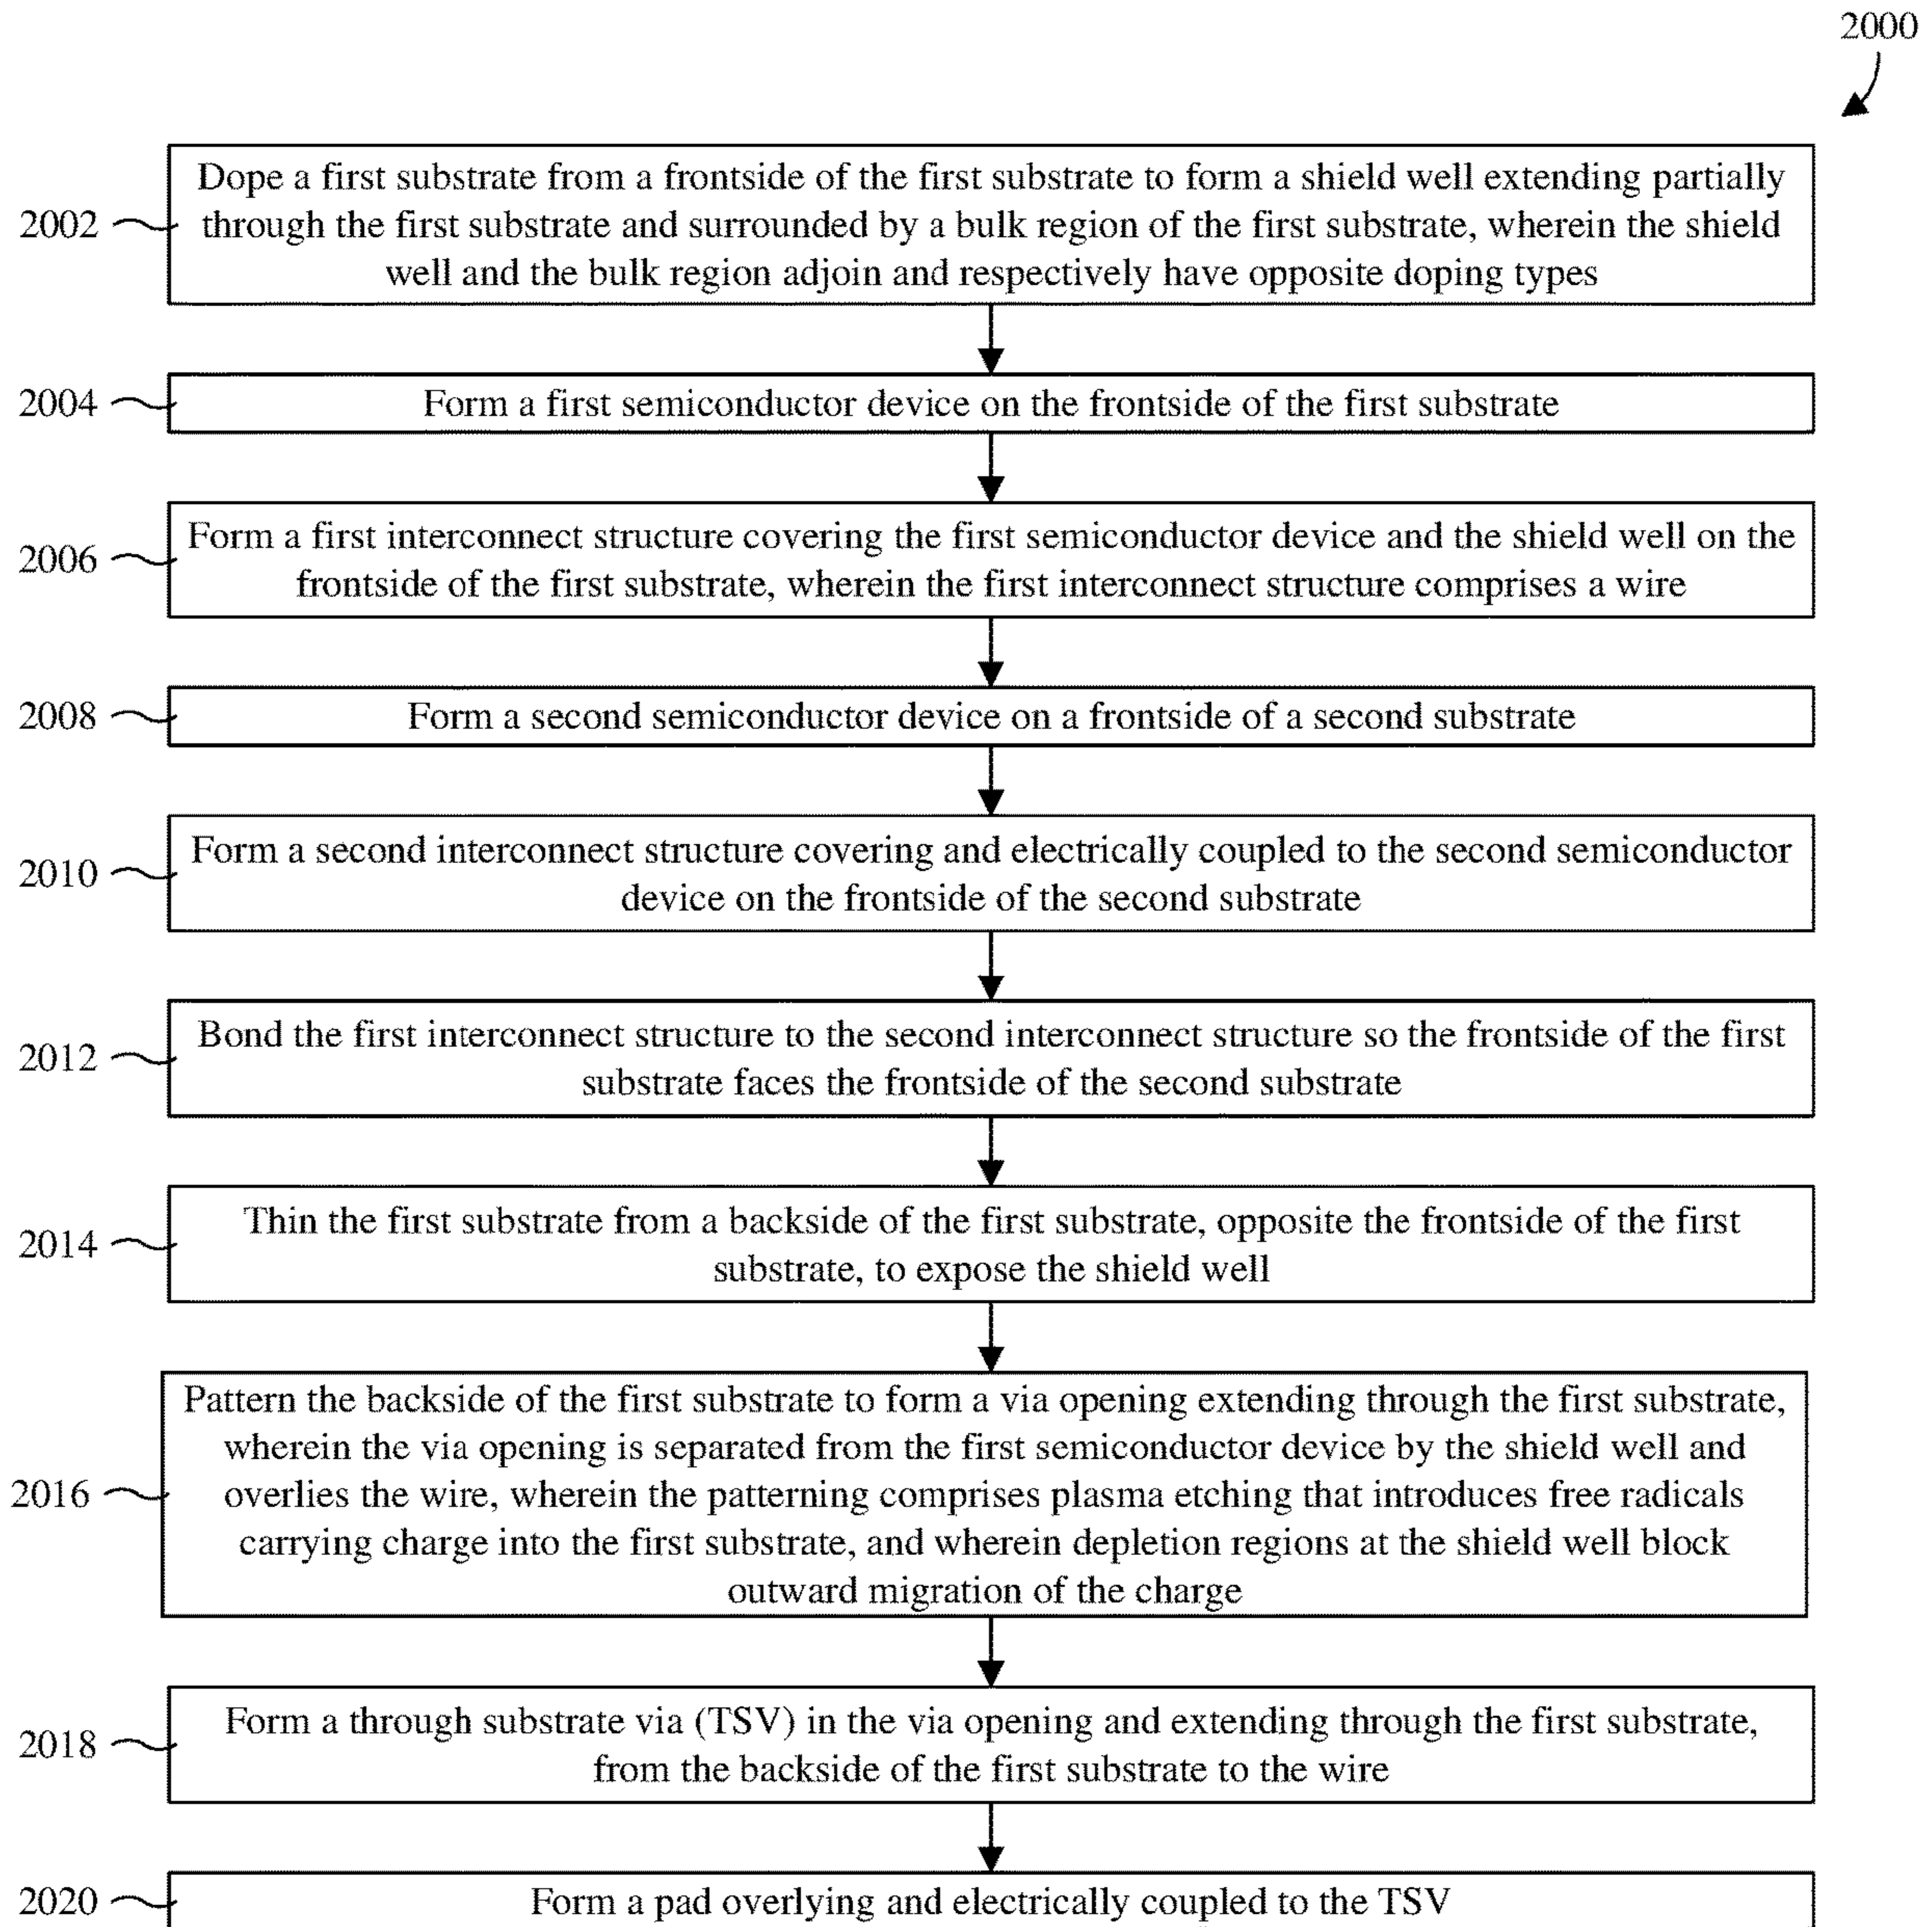 2000
2002
Dope a first substrate from a frontside of the first substrate to form a shield well extending partially
through the first substrate and surrounded by a bulk region of the first substrate, wherein the shield
well and the bulk region adjoin and respectively have opposite doping types
2004
Form a first semiconductor device on the frontside of the first substrate
2006
Form a first interconnect structure covering the first semiconductor device and the shield well on the
frontside of the first substrate, wherein the first interconnect structure comprises a wire
2008
Form a second semiconductor device on a frontside of a second substrate
2010
Form a second interconnect structure covering and electrically coupled to the second semiconductor
device on the frontside of the second substrate
2012
Bond the first interconnect structure to the second interconnect structure so the frontside of the first
substrate faces the frontside of the second substrate
2014
Thin the first substrate from a backside of the first substrate, opposite the frontside of the first
substrate, to expose the shield well
2016
Pattern the backside of the first substrate to form a via opening extending through the first substrate,
wherein the via opening is separated from the first semiconductor device by the shield well and
overlies the wire, wherein the patterning comprises plasma etching that introduces free radicals
carrying charge into the first substrate, and wherein depletion regions at the shield well block
outward migration of the charge
2018
Form a through substrate via (TSV) in the via opening and extending through the first substrate,
from the backside of the first substrate to the wire
2020
Form a pad overlying and electrically coupled to the TSV